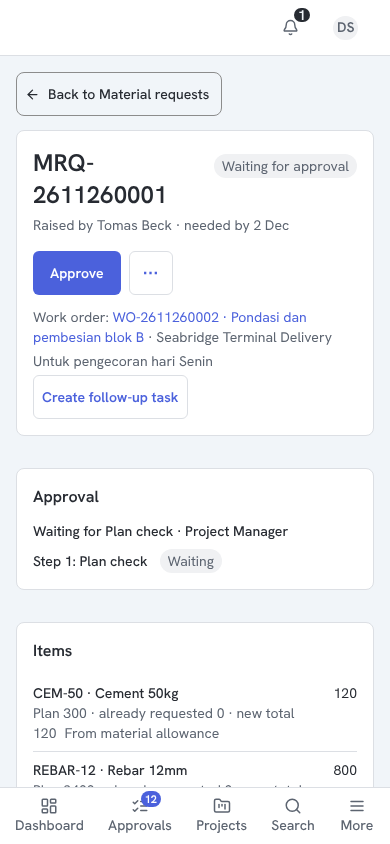 1
DS
← Back to Material requests
MRQ-
2611260001
Waiting for approval
Raised by Tomas Beck · needed by 2 Dec
Approve
...
Work order: WO-2611260002 · Pondasi dan
pembesian blok B · Seabridge Terminal Delivery
Untuk pengecoran hari Senin
Create follow-up task
Approval
Waiting for Plan check · Project Manager
Step 1: Plan check Waiting
Items
CEM-50 · Cement 50kg 120
Plan 300 · already requested 0 · new total
120 From material allowance
REBAR-12 · Rebar 12mm 800
12
Dashboard Approvals Projects Search More